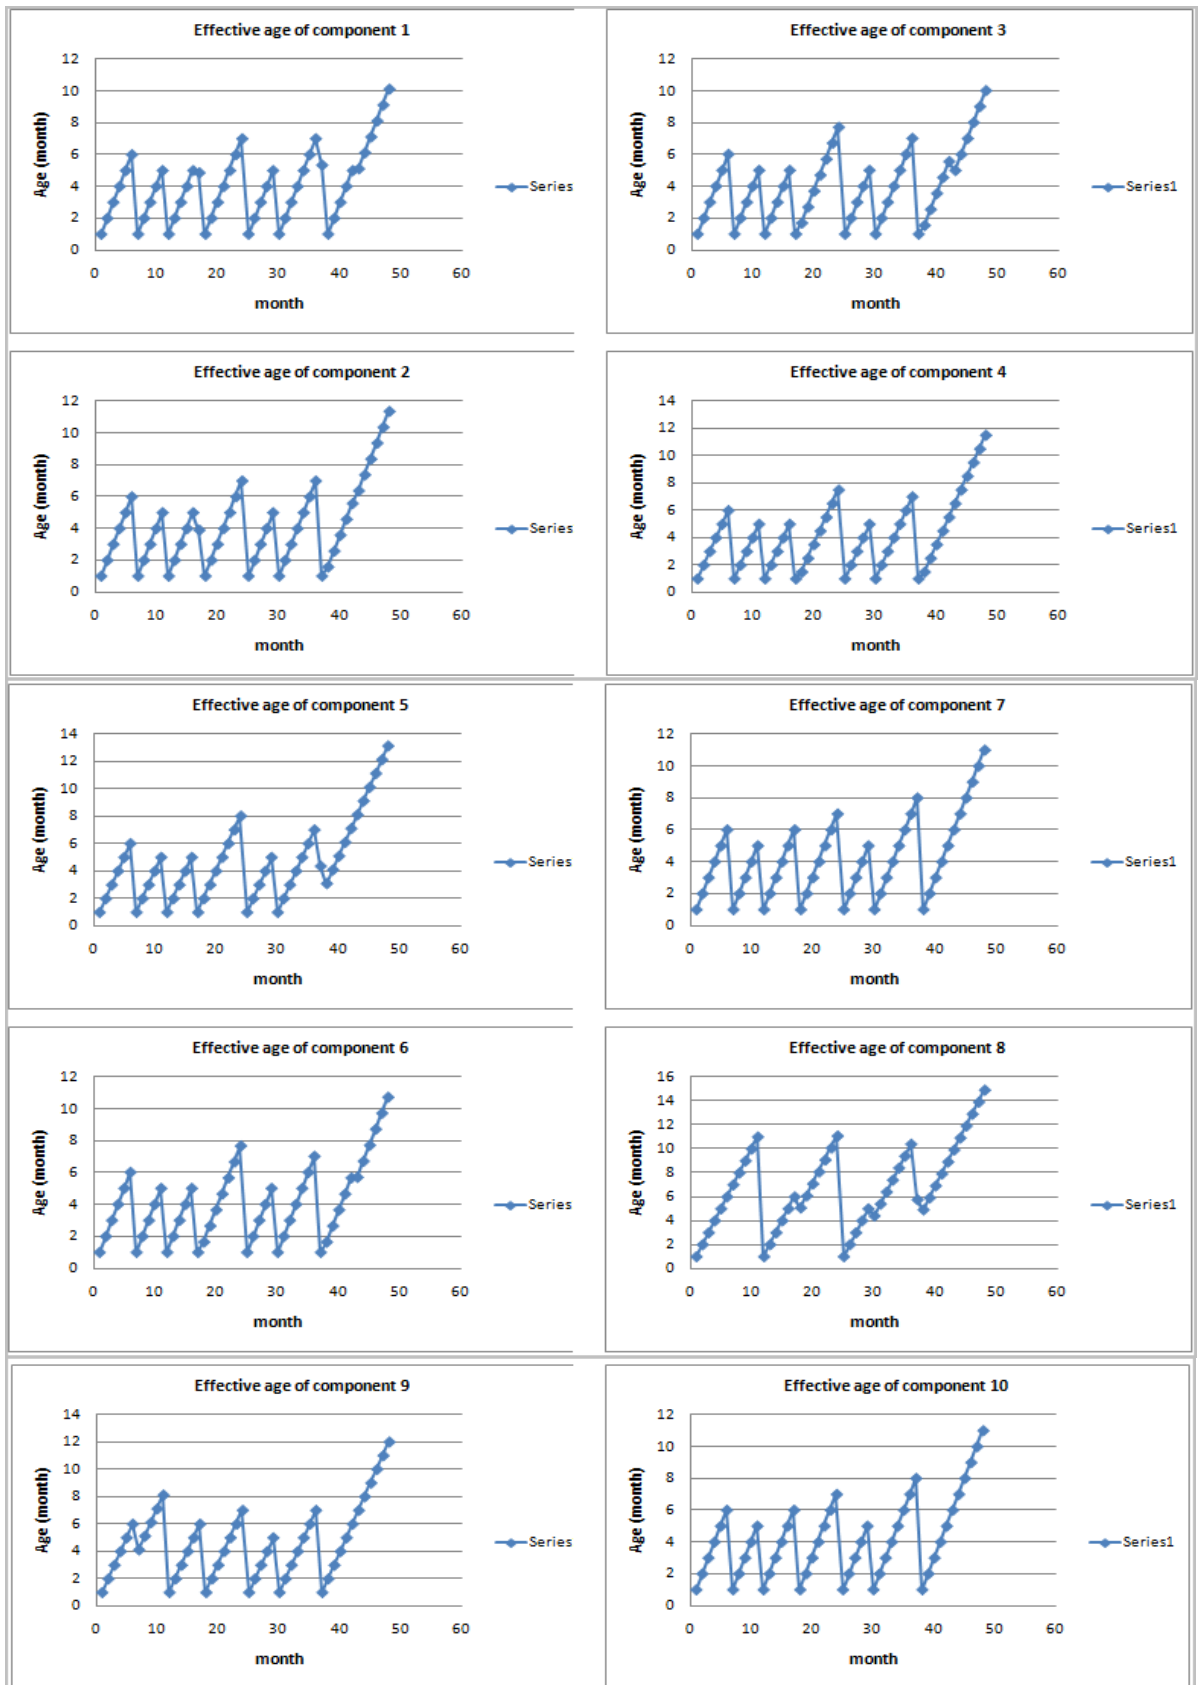 Effective age of component 1
Age (month)
12
10
8
6
4
2
0
0 10 20 30 40 50 60
month
Series
Effective age of component 3
Age (month)
12
10
8
6
4
2
0
0 10 20 30 40 50 60
month
Series1
Effective age of component 2
Age (month)
12
10
8
6
4
2
0
0 10 20 30 40 50 60
month
Series
Effective age of component 4
Age (month)
14
12
10
8
6
4
2
0
0 10 20 30 40 50 60
month
Series1
Effective age of component 5
Age (month)
14
12
10
8
6
4
2
0
0 10 20 30 40 50 60
month
Series
Effective age of component 7
Age (month)
12
10
8
6
4
2
0
0 10 20 30 40 50 60
month
Series1
Effective age of component 6
Age (month)
12
10
8
6
4
2
0
0 10 20 30 40 50 60
month
Series
Effective age of component 8
Age (month)
16
14
12
10
8
6
4
2
0
0 10 20 30 40 50 60
month
Series1
Effective age of component 9
Age (month)
14
12
10
8
6
4
2
0
0 10 20 30 40 50 60
month
Series
Effective age of component 10
Age (month)
12
10
8
6
4
2
0
0 10 20 30 40 50 60
month
Series1